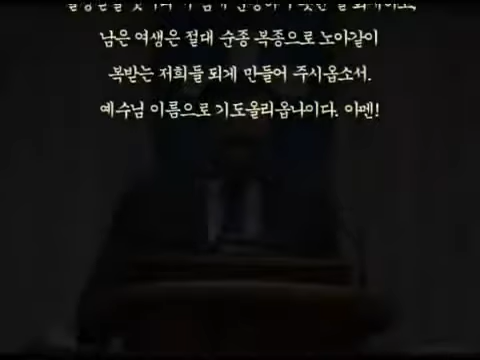 남은 여생은 절대 순종 복종으로 노아같이
복받는 저희들 되게 만들어 주시옵소서.
예수님 이름으로 기도올리옵나이다. 아멘!